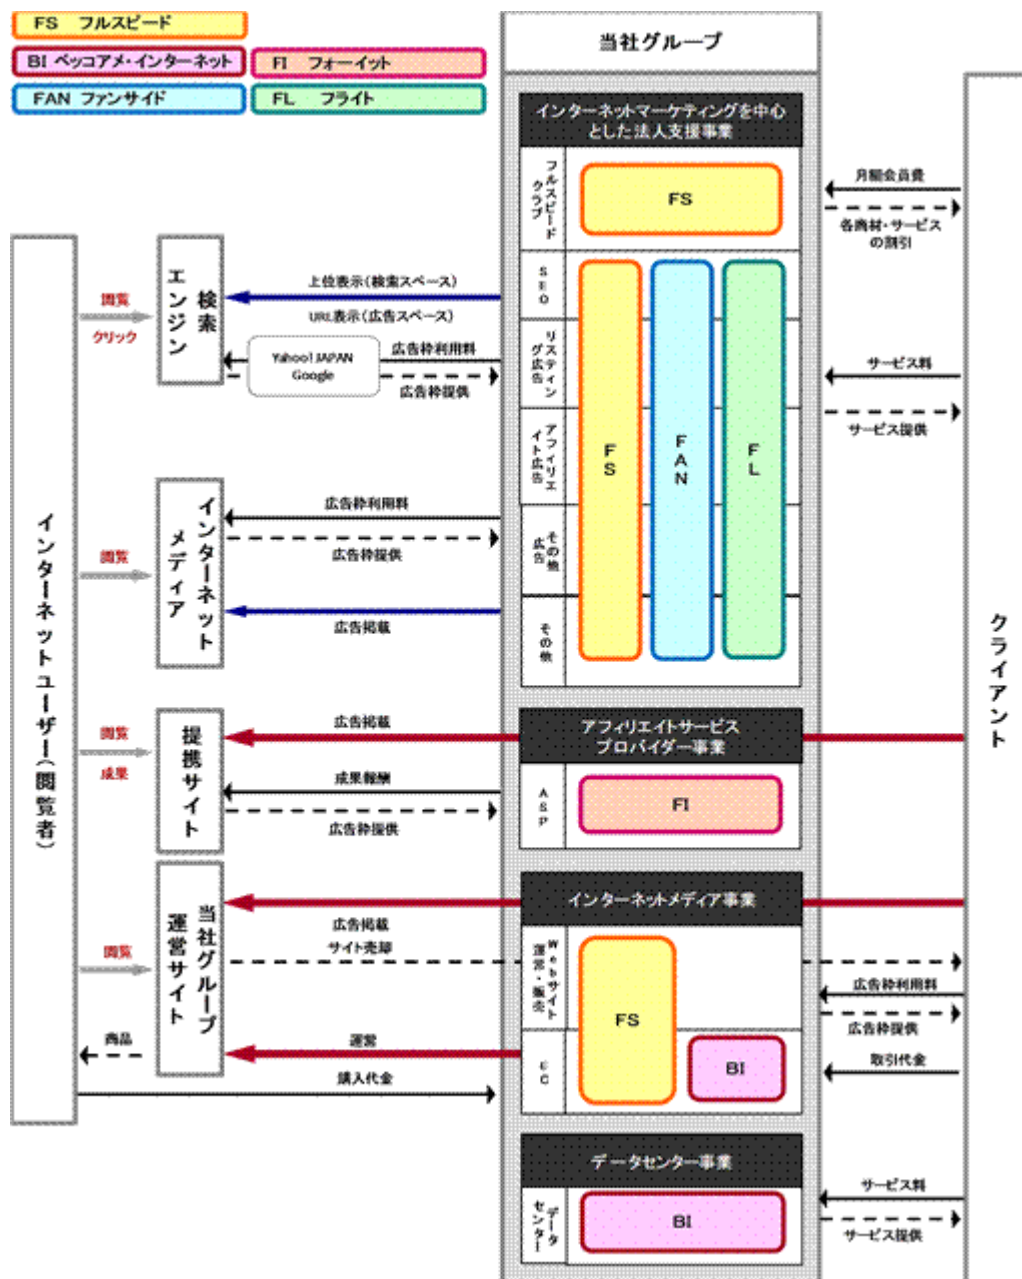 FS フルスピード
BI ベッコアメ・インターネット
FI フォーイット
FAN ファンサイド
FL フライト
当社グループ
インターネットマーケティングを中心
とした法人支援事業
フルスピード
クラブ
FS
月額会員費
各商材・サービス
の割引
SEO
リスティン
グ広告
アフィリエ
イト広告
その他
広告
その他
FS
FAN
FL
検索
エンジン
閲覧
クリック
上位表示(検索スペース)
URL表示(広告スペース)
Yahoo! JAPAN
Google
広告枠利用料
広告枠提供
サービス料
サービス提供
インターネットユーザー(閲覧者)
インターネット
メディア
閲覧
広告枠利用料
広告枠提供
広告掲載
クライアント
提携サイト
閲覧
成果
広告掲載
成果報酬
広告枠提供
アフィリエイトサービス
プロバイダー事業
ASP
FI
当社グループ
運営サイト
閲覧
広告掲載
サイト売却
インターネットメディア事業
Webサイト
運営・販売
FS
EC
BI
広告枠利用料
広告枠提供
取引代金
商品
運営
購入代金
データセンター事業
データ
センター
BI
サービス料
サービス提供